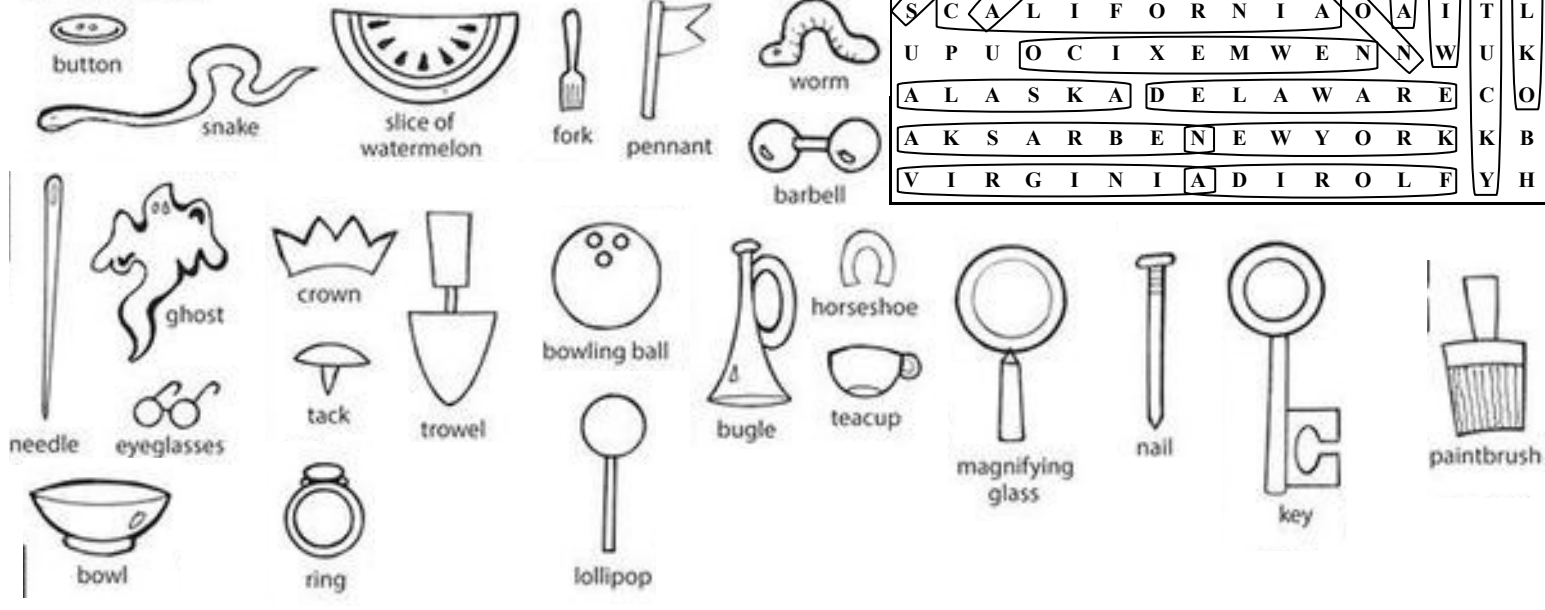 button
snake
slice of
watermelon
fork
pennant
worm
barbell
S C A L I F O R N I A O A I T L
U P U O C I X E M W E N N W U K
A L A S K A D E L A W A R E C O
A K S A R B E N E W Y O R K K B
V I R G I N I A D I R O L F Y H
needle
ghost
eyeglasses
crown
tack
trowel
bowling ball
bugle
horseshoe
teacup
magnifying
glass
nail
key
paintbrush
bowl
ring
lollipop